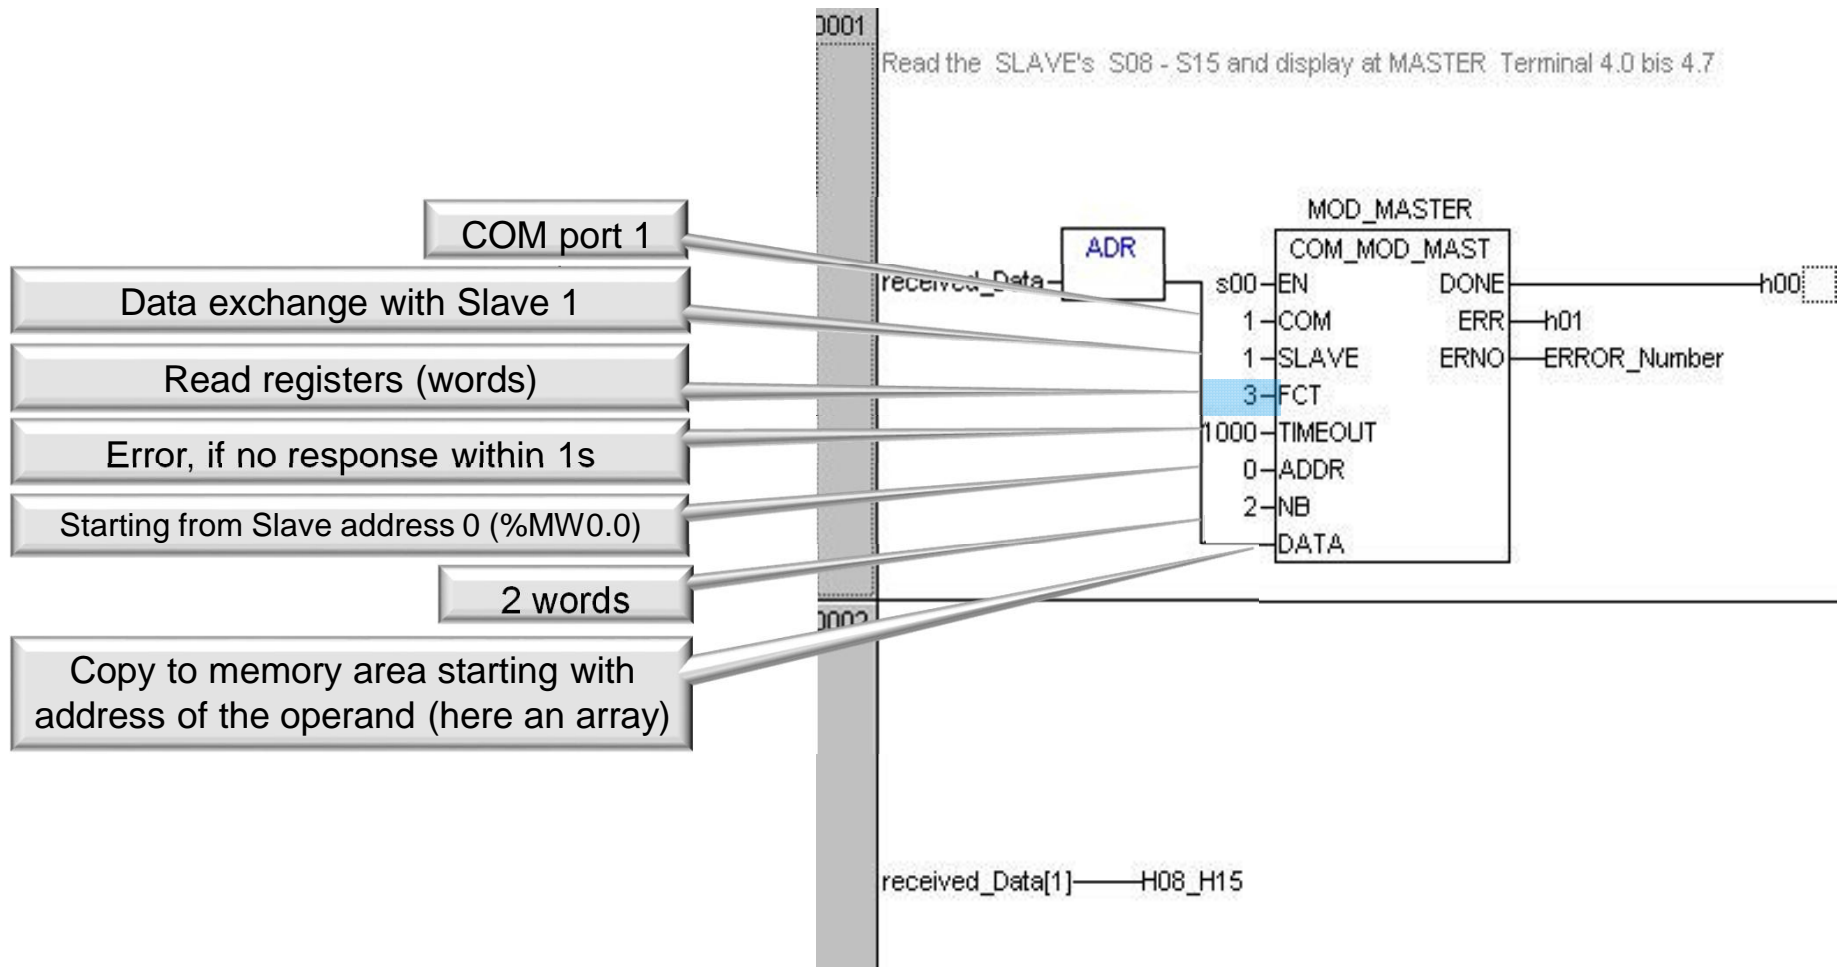 0001
Read the SLAVE's S08 - S15 and display at MASTER Terminal 4.0 bis 4.7
COM port 1
Data exchange with Slave 1
Read registers (words)
Error, if no response within 1s
Starting from Slave address 0 (%MW0.0)
2 words
Copy to memory area starting with
address of the operand (here an array)
MOD_MASTER
ADR
COM_MOD_MAST
received_Data
s00 EN DONE h00
1 COM ERR h01
1 SLAVE ERNO ERROR_Number
3 FCT
1000 TIMEOUT
0 ADDR
2 NB
DATA
0002
received_Data[1] H08_H15